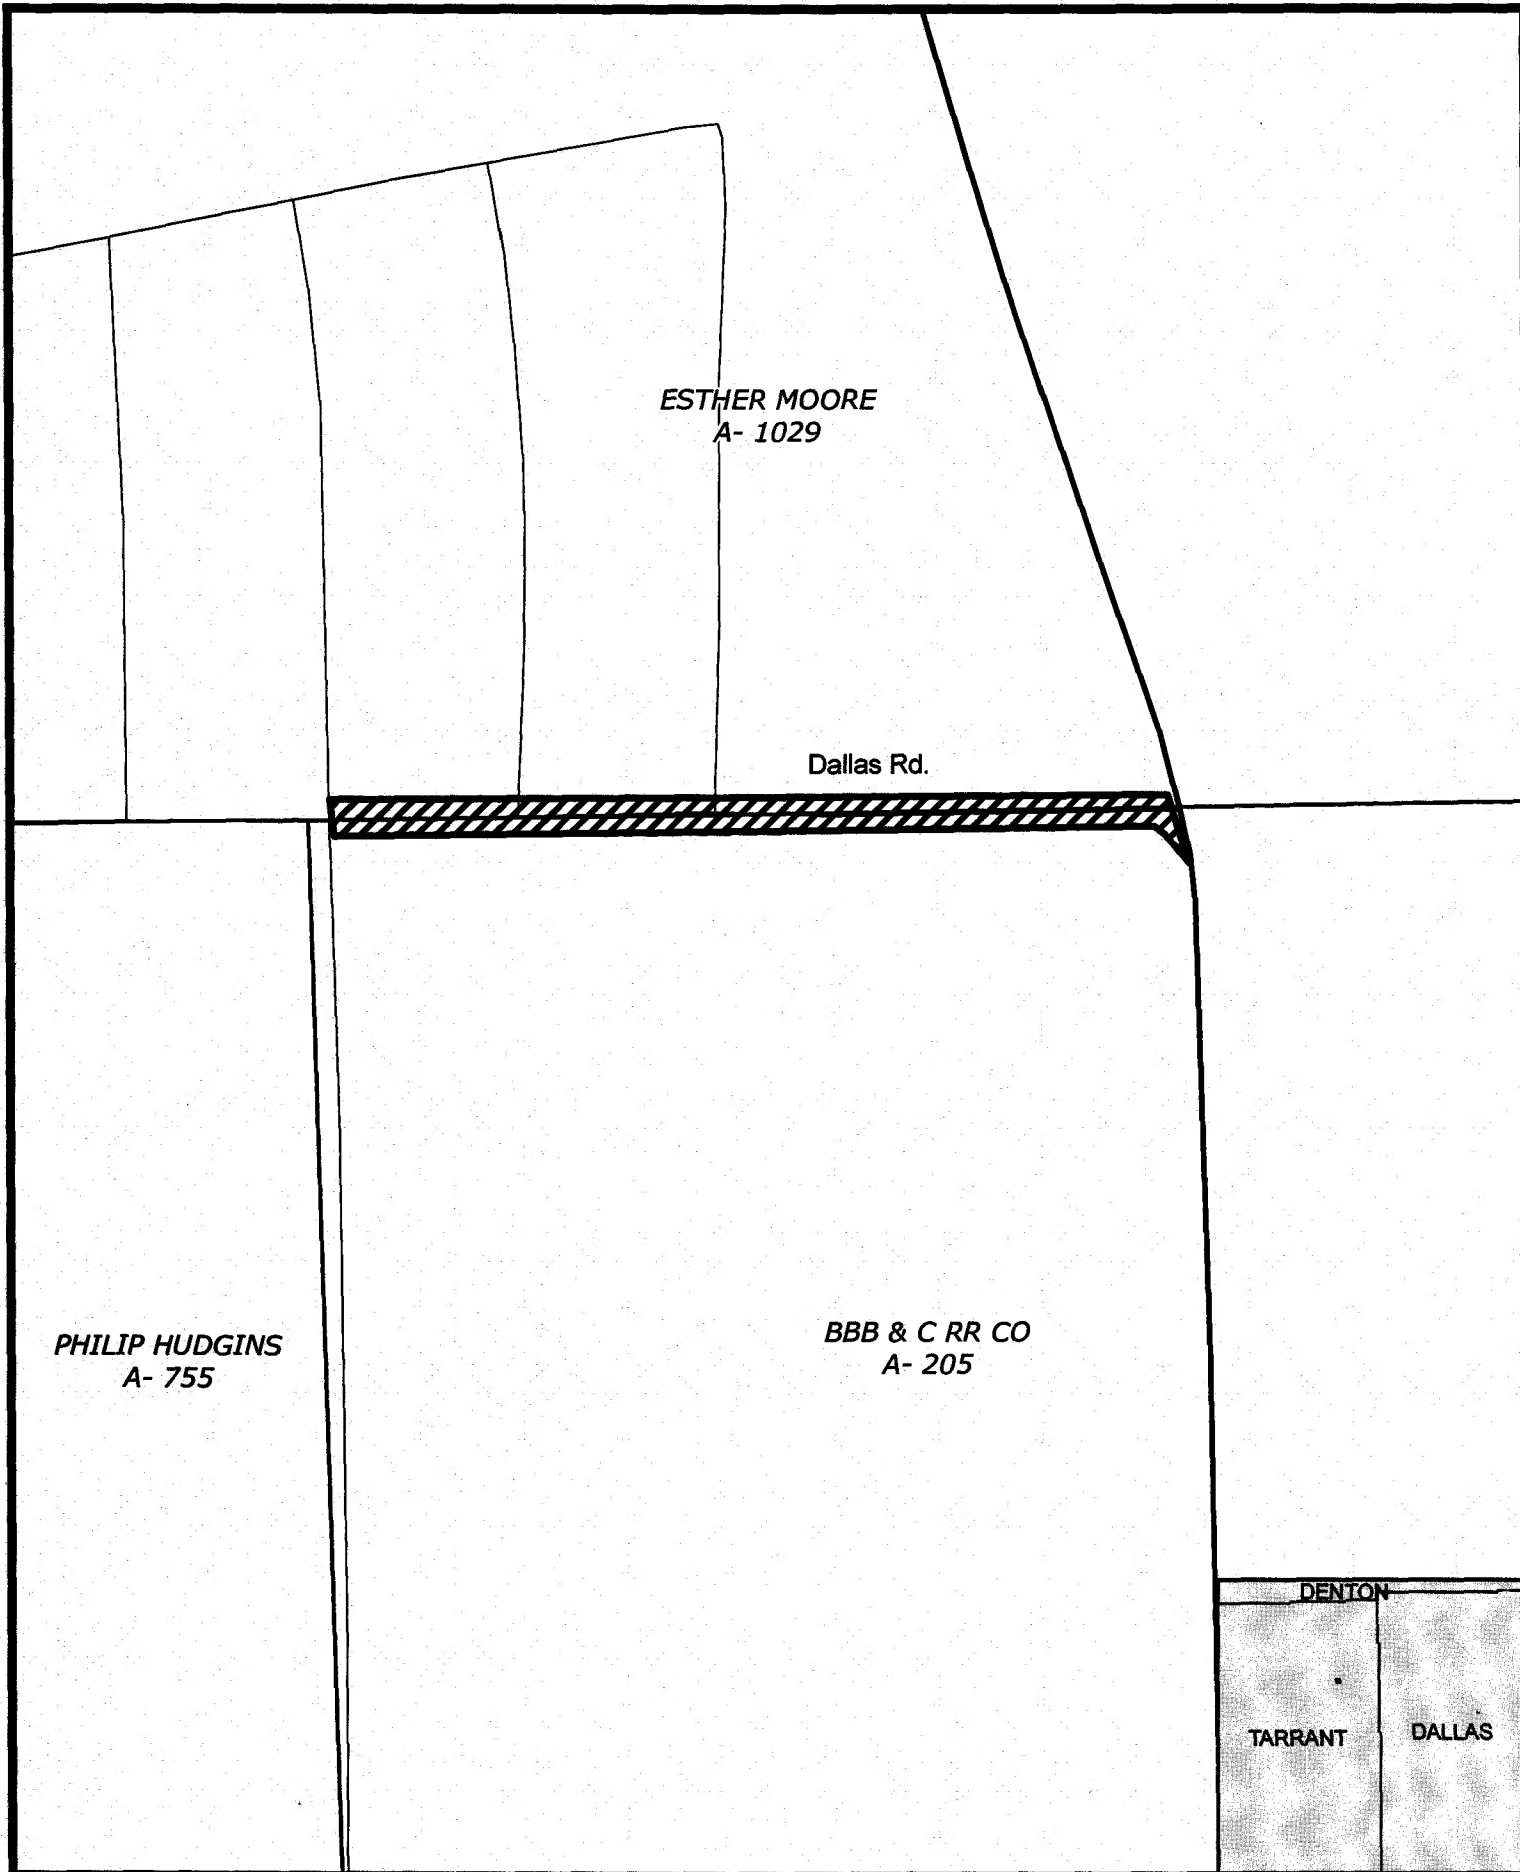 ESTHER MOORE
A- 1029
Dallas Rd.
PHILIP HUDGINS
A- 755
BBB & C RR CO
A- 205
DENTON
TARRANT
DALLAS